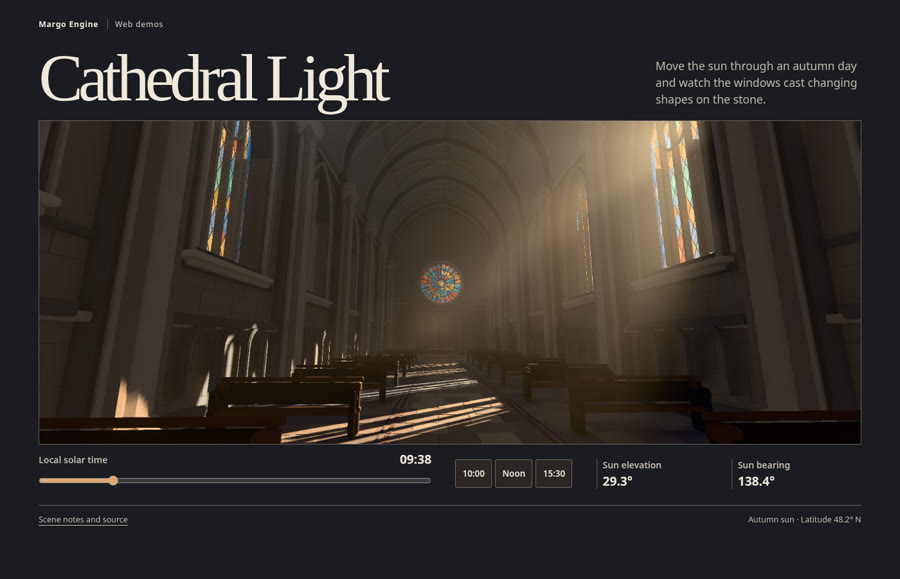 Margo Engine
Web demos
Cathedral Light
Move the sun through an autumn day
and watch the windows cast changing
shapes on the stone.
Local solar time
09:38
10:00
Noon
15:30
Sun elevation
29.3°
Sun bearing
138.4°
Scene notes and source
Autumn sun · Latitude 48.2° N